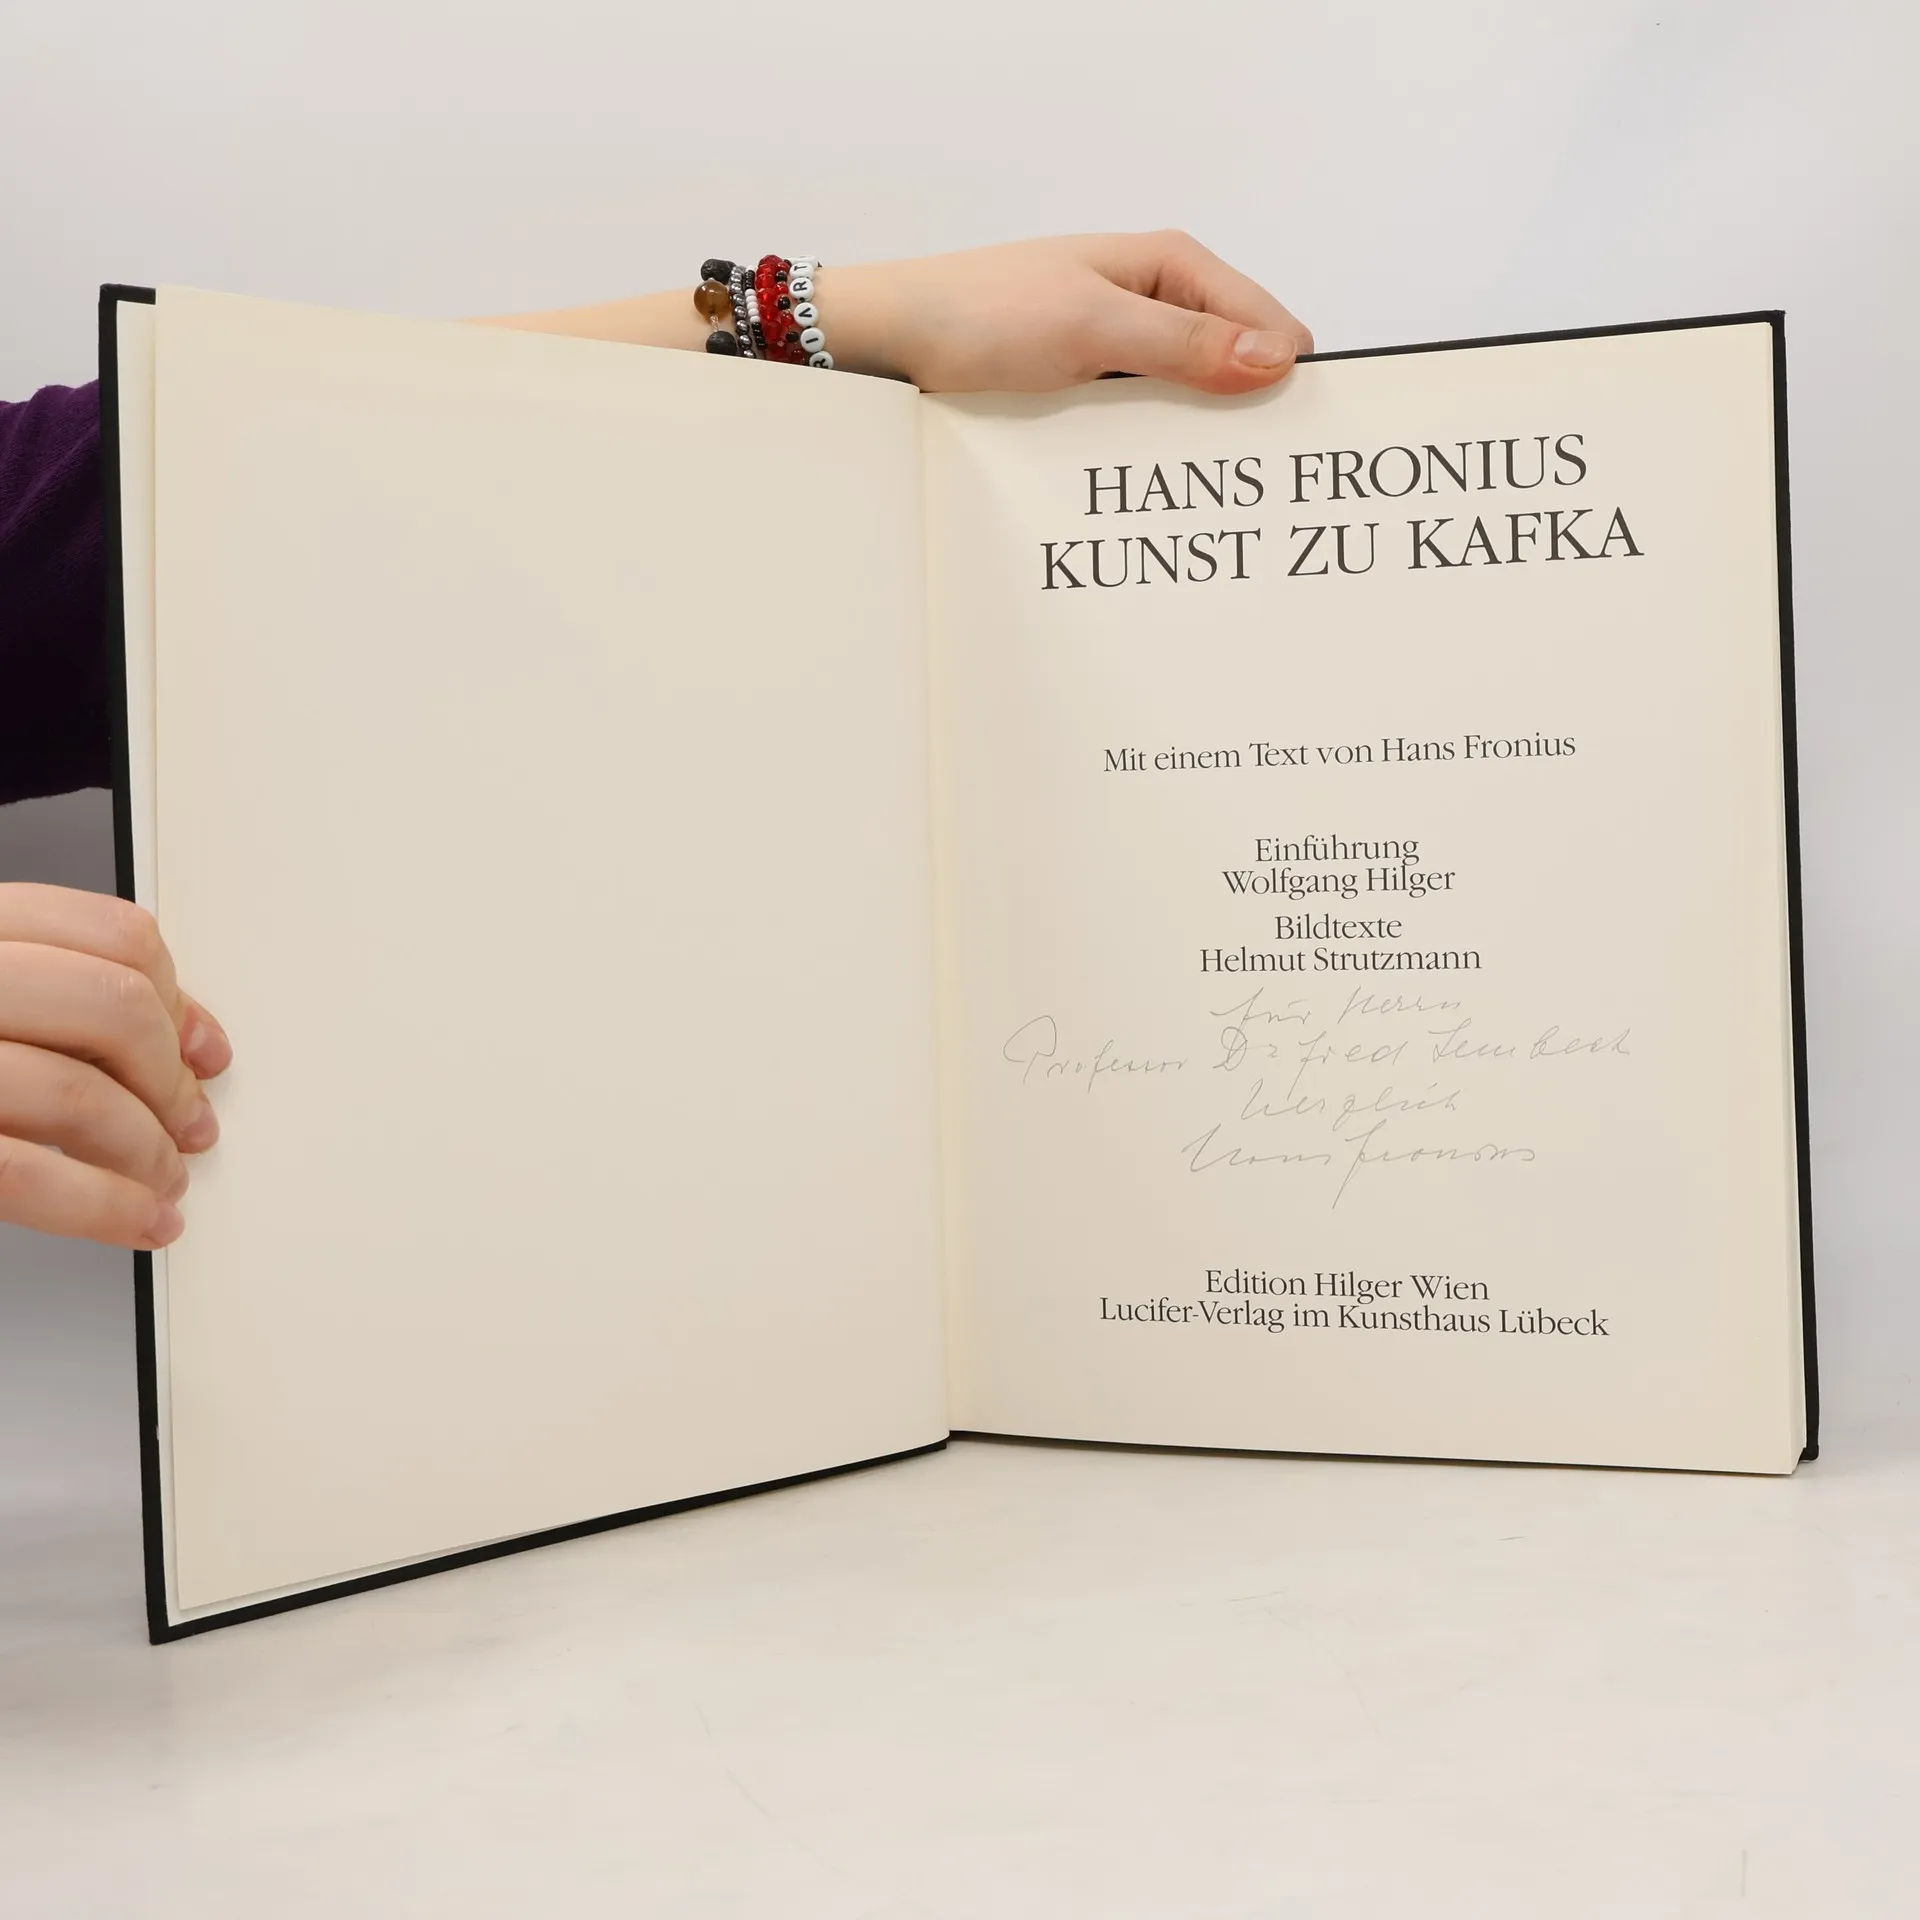 RIART
HANS FRONIUS
KUNST ZU KAFKA
Mit einem Text von Hans Fronius
Einführung
Wolfgang Hilger
Bildtexte
Helmut Strutzmann
für Herrn
Professor Dr Fred
herzlich
Hans Fronius
Edition Hilger Wien
Lucifer-Verlag im Kunsthaus Lübeck